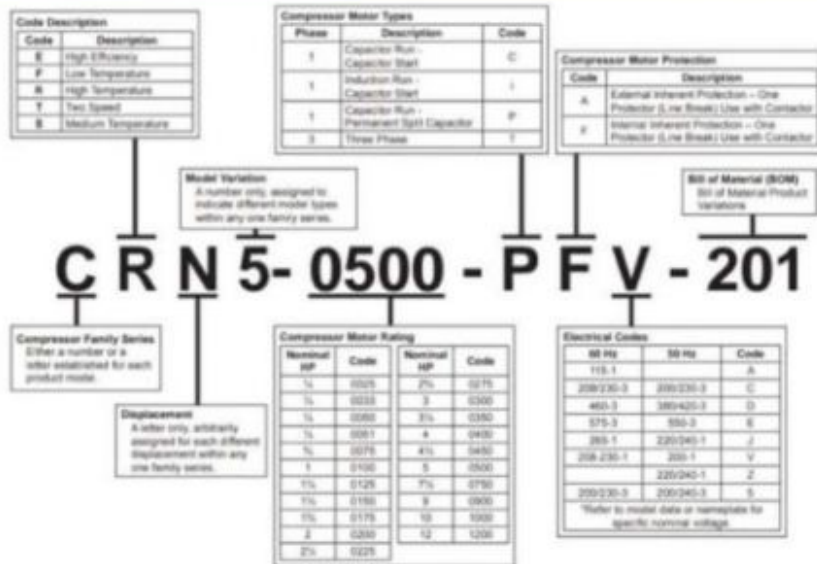 Code Description
Code Description
E High Efficiency
F Low Temperature
R High Temperature
T Two Speed
S Medium Temperature
Compressor Motor Types
Phase Description Code
1 Capacitor Run - Capacitor Start C
1 Induction Run - Capacitor Start I
1 Capacitor Run - Permanent Split Capacitor P
3 Three Phase T
Compressor Motor Protection
Code Description
A External Inherent Protection – One
Protector (Line Break) Use with Contactor
F Internal Inherent Protection – One
Protector (Line Break) Use with Contactor
Model Variation
A number only, assigned to
indicate different model types
within any one family series.
Bill of Material (BOM)
Bill of Material Product
Variations
C R N 5 - 0500 - P F V - 201
Compressor Family Series
Either a number or a
letter established for each
product model.
Displacement
A letter only, arbitrarily
assigned for each different
displacement within any
one family series.
Compressor Motor Rating
Nominal HP Code Nominal HP Code
0025 0275
0033 3 0300
0050 0350
4 0400
0075 4½ 0450
1 0100 5 0500
0125 7½ 0750
1½ 0150 9 0900
0175 10 1000
2 0200 12 1200
0225
Electrical Codes
60 Hz 50 Hz Code
115-1 A
208/230-3 200/230-3 C
460-3 380/420-3 D
575-3 550-3 E
265-1 220/240-1 J
208-230-1 200-1 V
220/240-1 Z
200/230-3 200/240-3 5
*Refer to model data or nameplate for
specific nominal voltage.